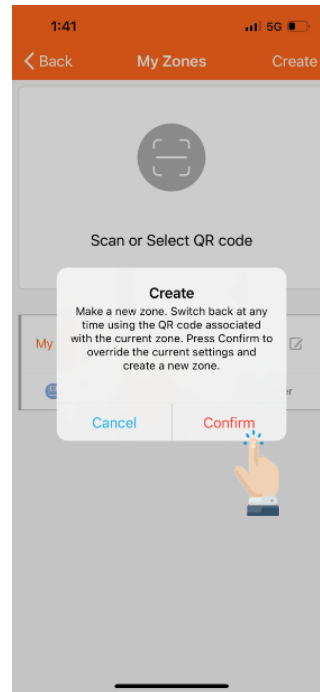 1:41 5G
Back My Zones Create
Scan or Select QR code
Create
Make a new zone. Switch back at any
time using the QR code associated
with the current zone. Press Confirm to
override the current settings and
create a new zone.
My
Cancel Confirm